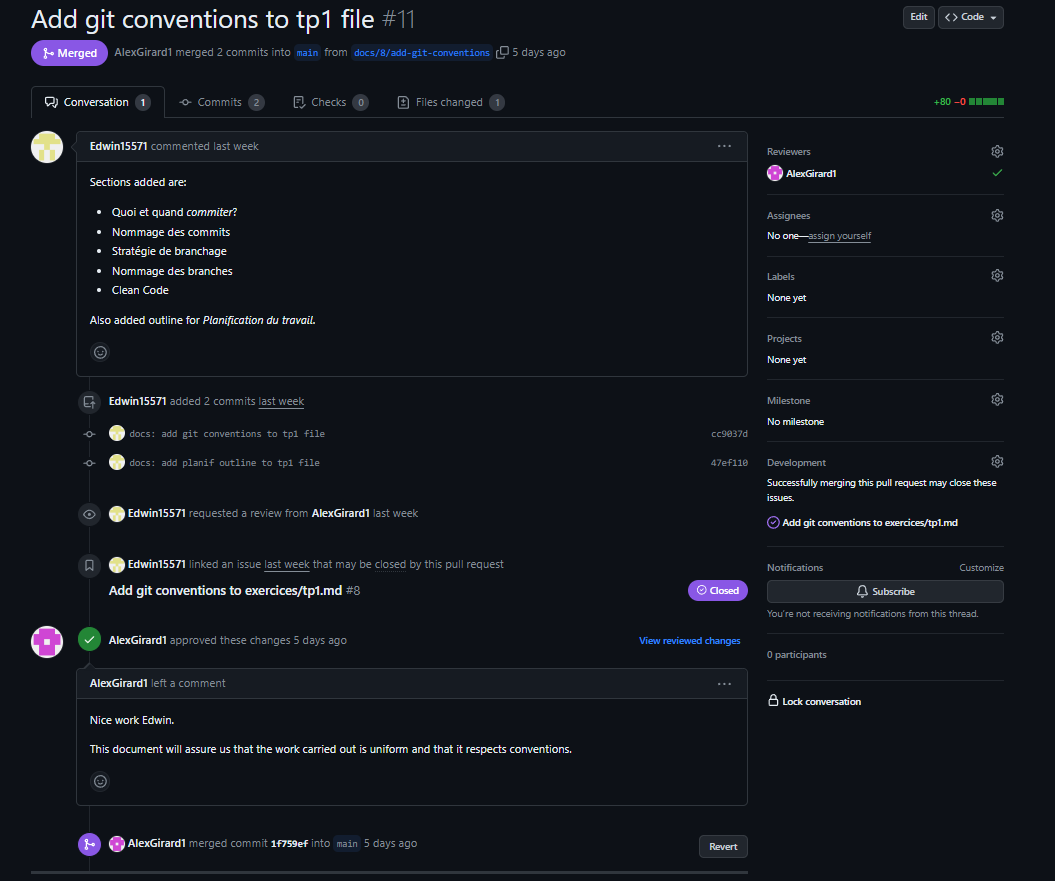 Add git conventions to tp1 file #11
Edit
Code
Merged
AlexGirard1 merged 2 commits into main from docs/8/add-git-conventions 5 days ago
Conversation 1
Commits 2
Checks 0
Files changed 1
+80 −0
Edwin15571 commented last week
Sections added are:
Quoi et quand commiter?
Nommage des commits
Stratégie de branchage
Nommage des branches
Clean Code
Also added outline for Planification du travail.
Edwin15571 added 2 commits last week
docs: add git conventions to tp1 file cc9037d
docs: add planif outline to tp1 file 47ef110
Edwin15571 requested a review from AlexGirard1 last week
Edwin15571 linked an issue last week that may be closed by this pull request
Add git conventions to exercices/tp1.md #8
Closed
AlexGirard1 approved these changes 5 days ago
View reviewed changes
AlexGirard1 left a comment
Nice work Edwin.
This document will assure us that the work carried out is uniform and that it respects conventions.
AlexGirard1 merged commit 1f759ef into main 5 days ago
Revert
Reviewers
AlexGirard1
Assignees
No one—assign yourself
Labels
None yet
Projects
None yet
Milestone
No milestone
Development
Successfully merging this pull request may close these
issues.
Add git conventions to exercices/tp1.md
Notifications
Customize
Subscribe
You're not receiving notifications from this thread.
0 participants
Lock conversation